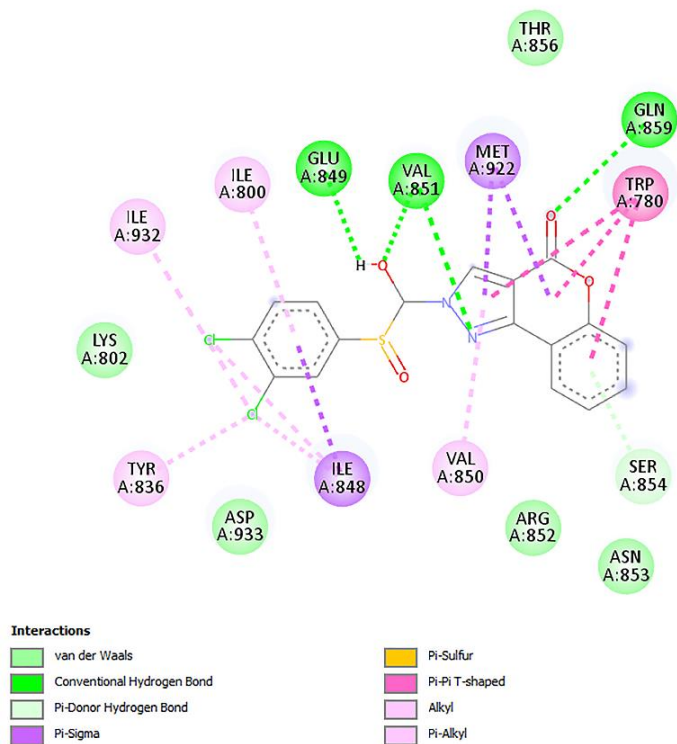 THR
A:856
GLN
A:859
GLU
A:849
VAL
A:851
MET
A:922
TRP
A:780
ILE
A:800
ILE
A:932
O
H O
O
N
N
LYS
A:802
Cl
S
O
Cl
TYR
A:836
ILE
A:848
VAL
A:850
SER
A:854
ASP
A:933
ARG
A:852
ASN
A:853
Interactions
van der Waals
Conventional Hydrogen Bond
Pi-Donor Hydrogen Bond
Pi-Sigma
Pi-Sulfur
Pi-Pi T-shaped
Alkyl
Pi-Alkyl